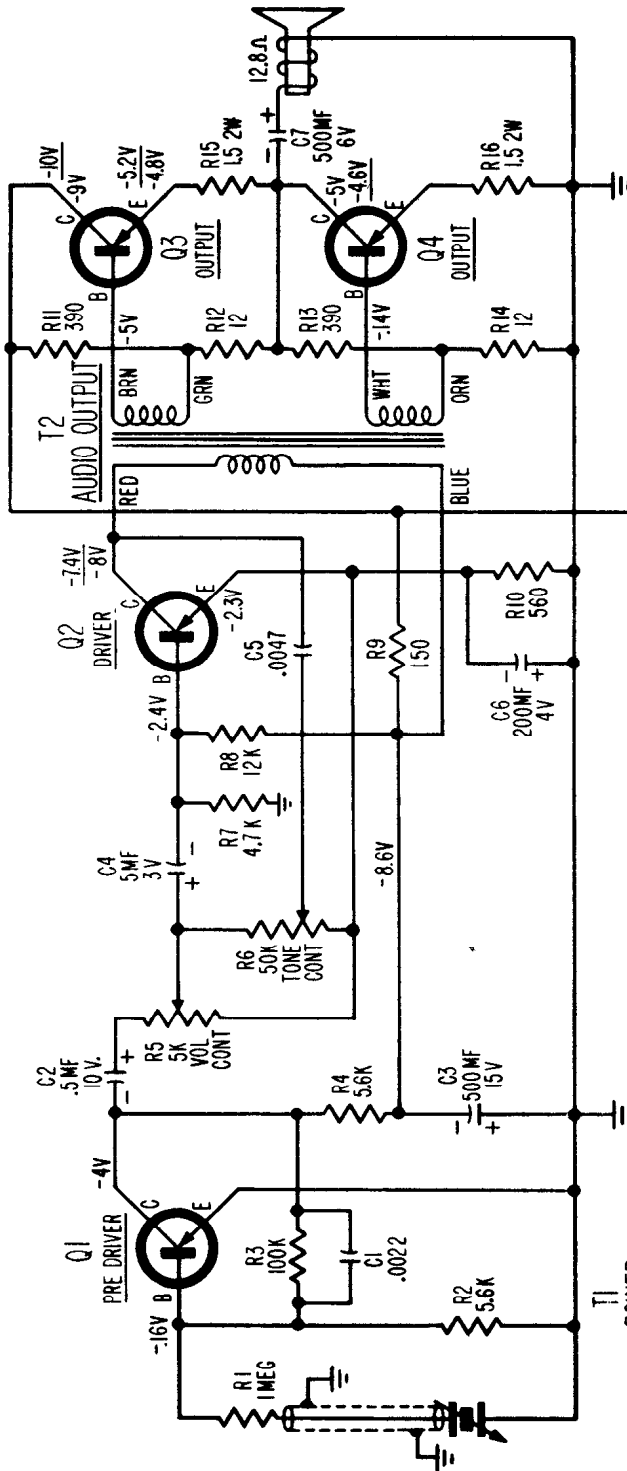 Q1
PRE DRIVER
-.16V
B
C
E
-4V
R1
1 MEG
R3
100K
C1
.0022
R2
5.6K
C2
.5MF
10V.
-
+
R5
5K
VOL
CONT
R4
5.6K
C3
500MF
15V
-
+
-8.6V
C4
5MF
3V
+
-
R6
50K
TONE
CONT
R7
4.7K
R8
12K
Q2
DRIVER
-2.4V
B
C
E
-7.4V
-8V
-2.3V
C5
.0047
R9
150
C6
200MF
4V
-
+
R10
560
T2
AUDIO OUTPUT
RED
BLUE
BRN
GRN
WHT
ORN
R11
390
-5V
R12
12
R13
390
-.14V
R14
12
Q3
OUTPUT
B
C
E
-10V
-9V
-5.2V
-4.8V
R15
1.5 2W
Q4
OUTPUT
B
C
E
-5V
-4.6V
R16
1.5 2W
C7
500MF
6V
-
+
12.8Ω
T1